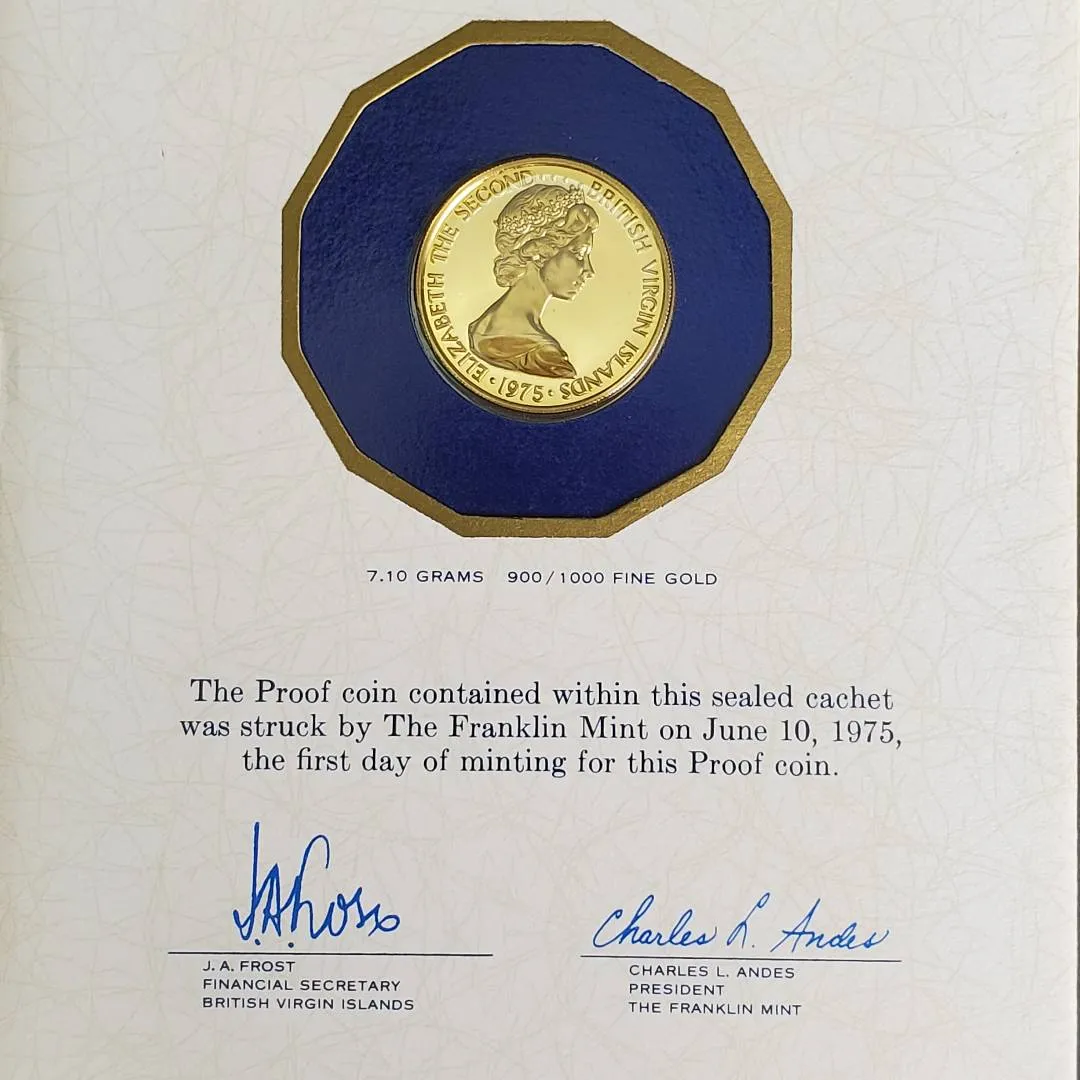 ELIZABETH THE SECOND BRITISH VIRGIN ISLANDS
· 1975 ·
7.10 GRAMS 900/1000 FINE GOLD
The Proof coin contained within this sealed cachet
was struck by The Franklin Mint on June 10, 1975,
the first day of minting for this Proof coin.
J.A. Frost
Charles L. Andes
J. A. FROST
FINANCIAL SECRETARY
BRITISH VIRGIN ISLANDS
CHARLES L. ANDES
PRESIDENT
THE FRANKLIN MINT